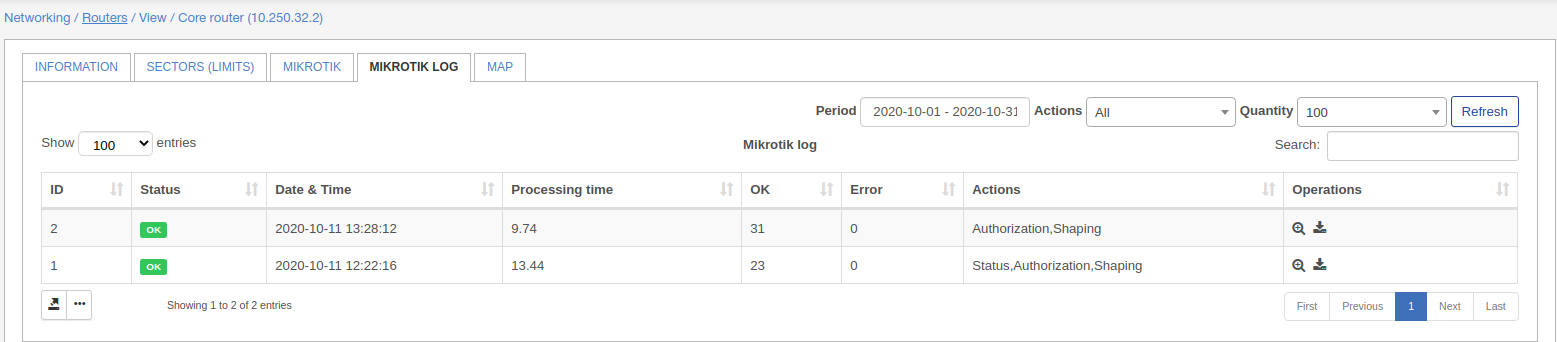 Networking / Routers / View / Core router (10.250.32.2)
INFORMATION SECTORS (LIMITS) MIKROTIK MIKROTIK LOG MAP
Period 2020-10-01 - 2020-10-31 Actions All Quantity 100 Refresh
Show 100 entries Mikrotik log Search:
ID Status Date & Time Processing time OK Error Actions Operations
2 OK 2020-10-11 13:28:12 9.74 31 0 Authorization,Shaping
1 OK 2020-10-11 12:22:16 13.44 23 0 Status,Authorization,Shaping
Showing 1 to 2 of 2 entries First Previous 1 Next Last